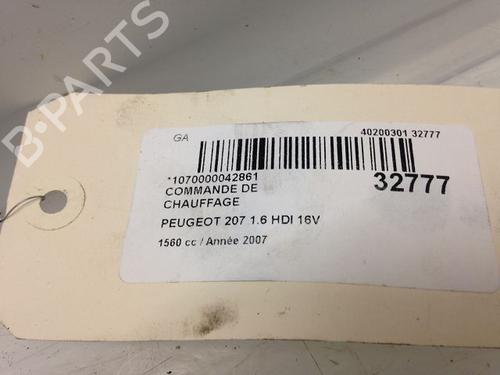 B-PARTS
GA
40200301 32777
*1070000042861
32777
COMMANDE DE
CHAUFFAGE
PEUGEOT 207 1.6 HDI 16V
1560 cc / Année 2007